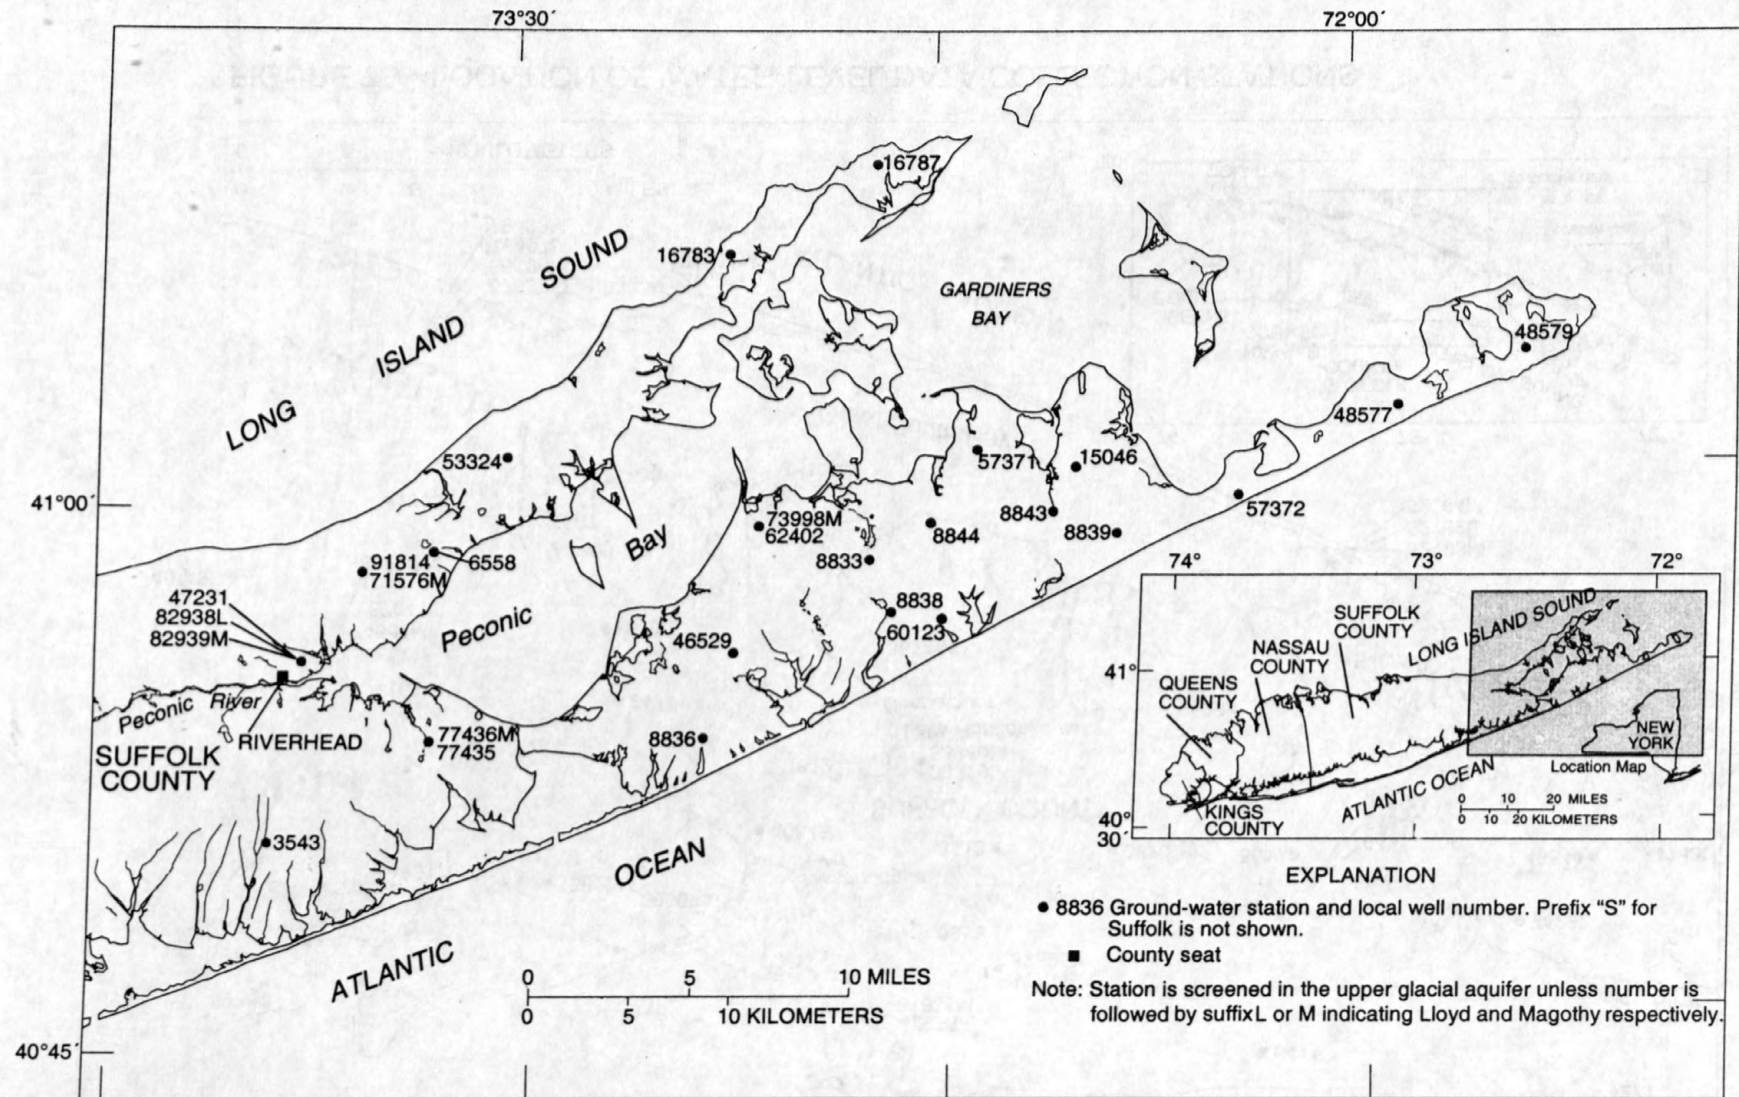 73°30´
72°00´
16787
16783
SOUND
GARDINERS
BAY
ISLAND
48579
LONG
48577
53324
57371
15046
41°00´
57372
73998M
62402
8843
8844
8839
Bay
8833
91814
71576M
6558
47231
82938L
82939M
Peconic
8838
60123
46529
Peconic River
RIVERHEAD
SUFFOLK
COUNTY
77436M
77435
8836
3543
OCEAN
ATLANTIC
40°45´
0 5 10 MILES
0 5 10 KILOMETERS
74°
73°
72°
SUFFOLK
COUNTY
LONG ISLAND SOUND
NASSAU
COUNTY
41°
QUEENS
COUNTY
NEW
YORK
Location Map
ATLANTIC OCEAN
KINGS
COUNTY
40°
30´
0 10 20 MILES
0 10 20 KILOMETERS
EXPLANATION
8836 Ground-water station and local well number. Prefix “S” for
Suffolk is not shown.
County seat
Note: Station is screened in the upper glacial aquifer unless number is
followed by suffix L or M indicating Lloyd and Magothy respectively.